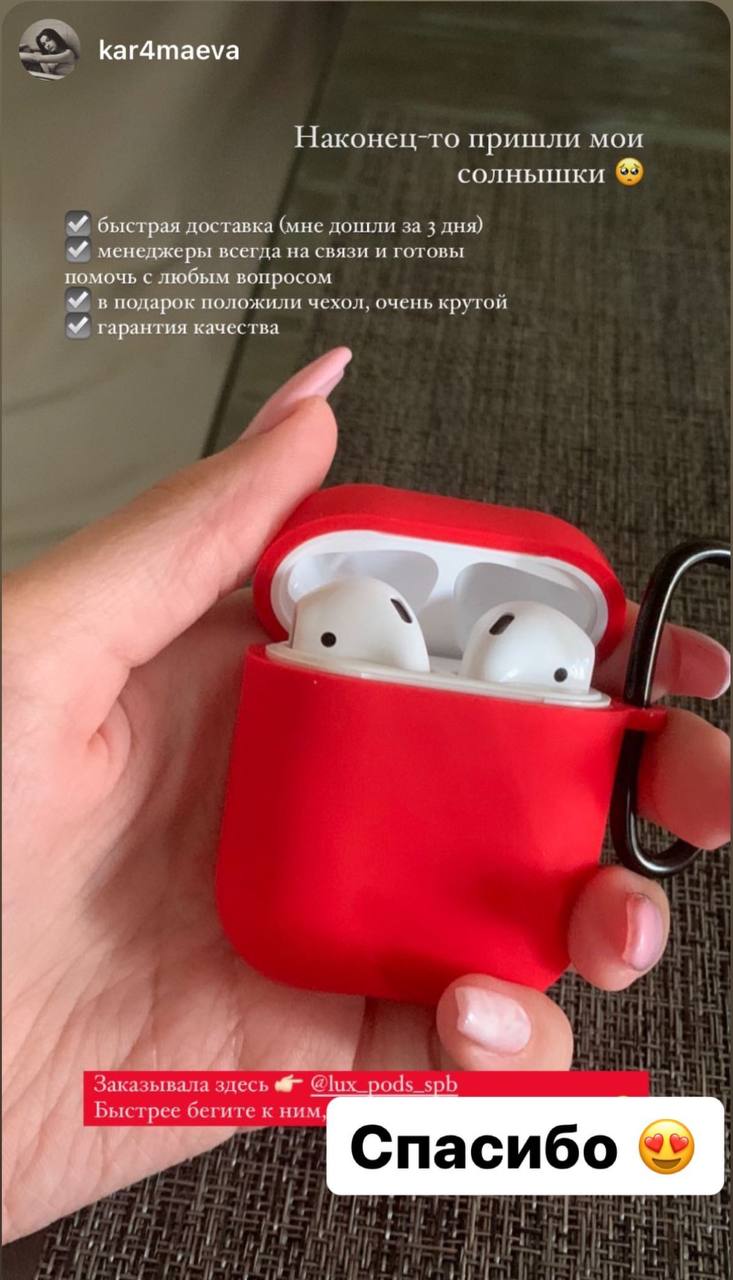 kar4maeva
Наконец-то пришли мои
солнышки 🥺
☑️ быстрая доставка (мне дошли за 3 дня)
☑️ менеджеры всегда на связи и готовы
помочь с любым вопросом
☑️ в подарок положили чехол, очень крутой
☑️ гарантия качества
Заказывала здесь 👉🏻 @lux_pods_spb
Быстрее бегите к ним,
Спасибо 😍